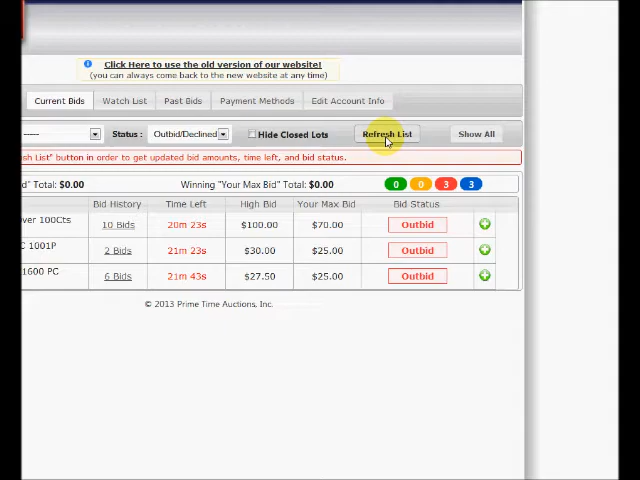 Click Here to use the old version of our website!
(you can always come back to the new website at any time)
Current Bids Watch List Past Bids Payment Methods Edit Account Info
------ Status : Outbid/Declined Hide Closed Lots Refresh List Show All
sh List" button in order to get updated bid amounts, time left, and bid status.
d" Total: $0.00 Winning "Your Max Bid" Total: $0.00 0 0 3 3
Bid History Time Left High Bid Your Max Bid Bid Status
ver 100Cts 10 Bids 20m 23s $100.00 $70.00 Outbid
C 1001P 2 Bids 21m 23s $30.00 $25.00 Outbid
1600 PC 6 Bids 21m 43s $27.50 $25.00 Outbid
© 2013 Prime Time Auctions, Inc.